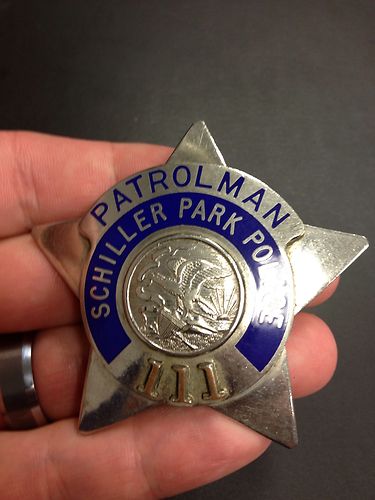 PATROLMAN
SCHILLER PARK POLICE
111